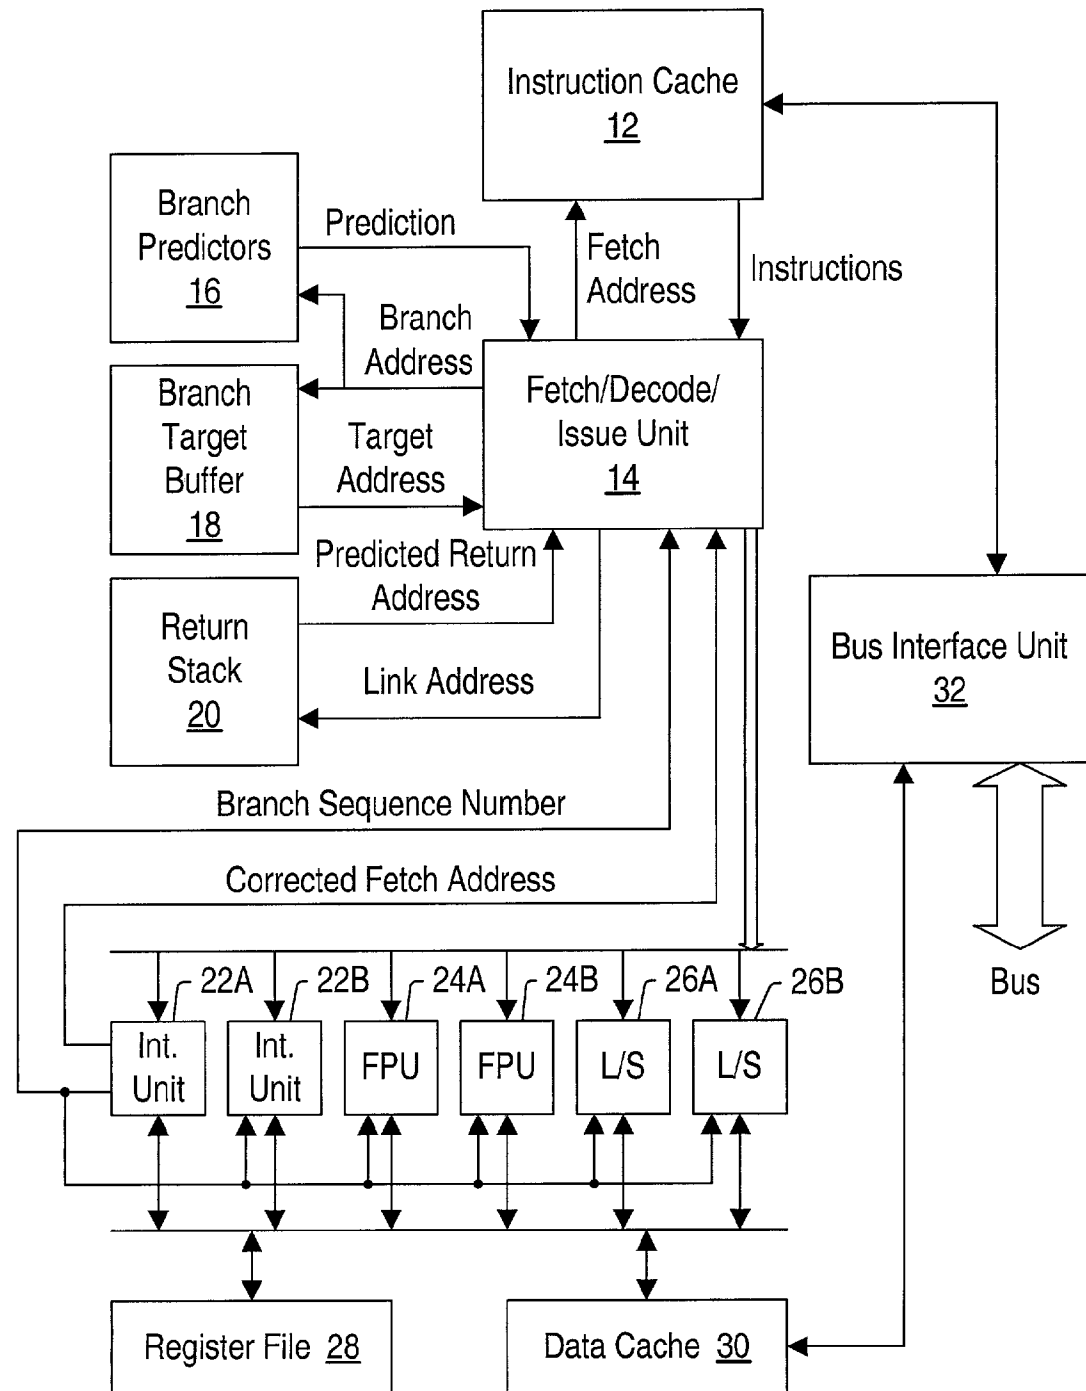 Instruction Cache
12
Branch
Predictors
16
Prediction
Fetch
Address
Instructions
Branch
Address
Branch
Target
Buffer
18
Target
Address
Fetch/Decode/
Issue Unit
14
Predicted Return
Address
Return
Stack
20
Link Address
Bus Interface Unit
32
Branch Sequence Number
Corrected Fetch Address
Bus
22A
22B
24A
24B
26A
26B
Int.
Unit
Int.
Unit
FPU
FPU
L/S
L/S
Register File 28
Data Cache 30